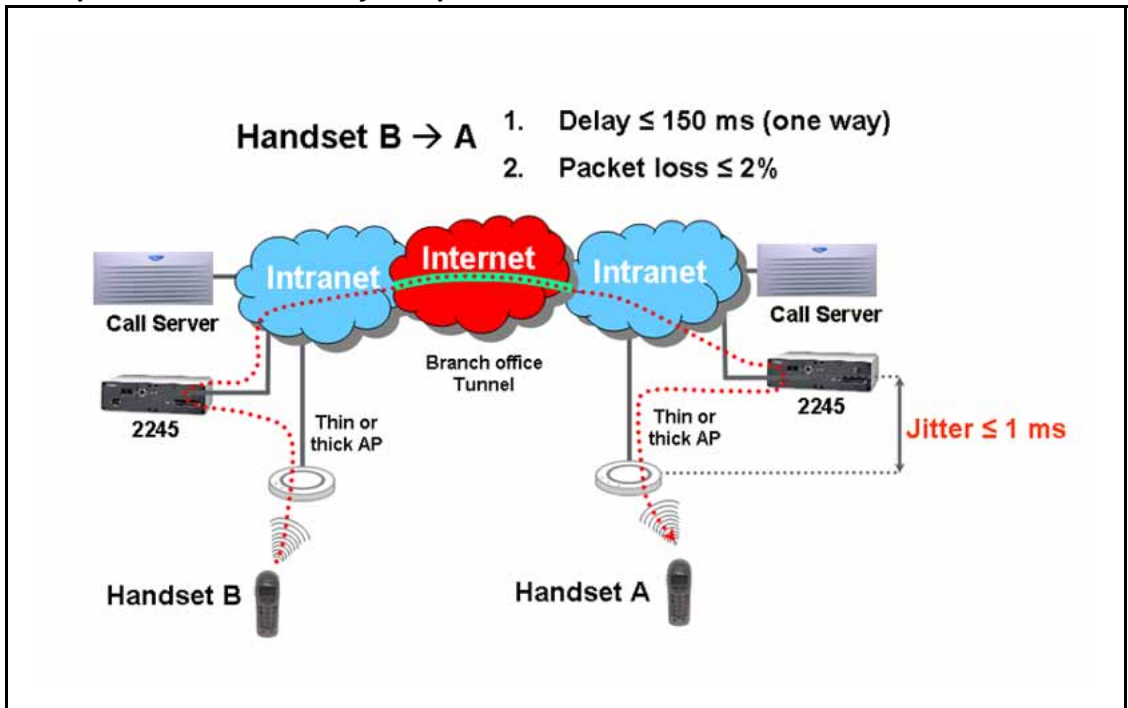 Handset B → A
1. Delay ≤ 150 ms (one way)
2. Packet loss ≤ 2%
Intranet
Internet
Intranet
Call Server
Call Server
Branch office
Tunnel
2245
2245
Thin or
thick AP
Thin or
thick AP
Jitter ≤ 1 ms
Handset B
Handset A